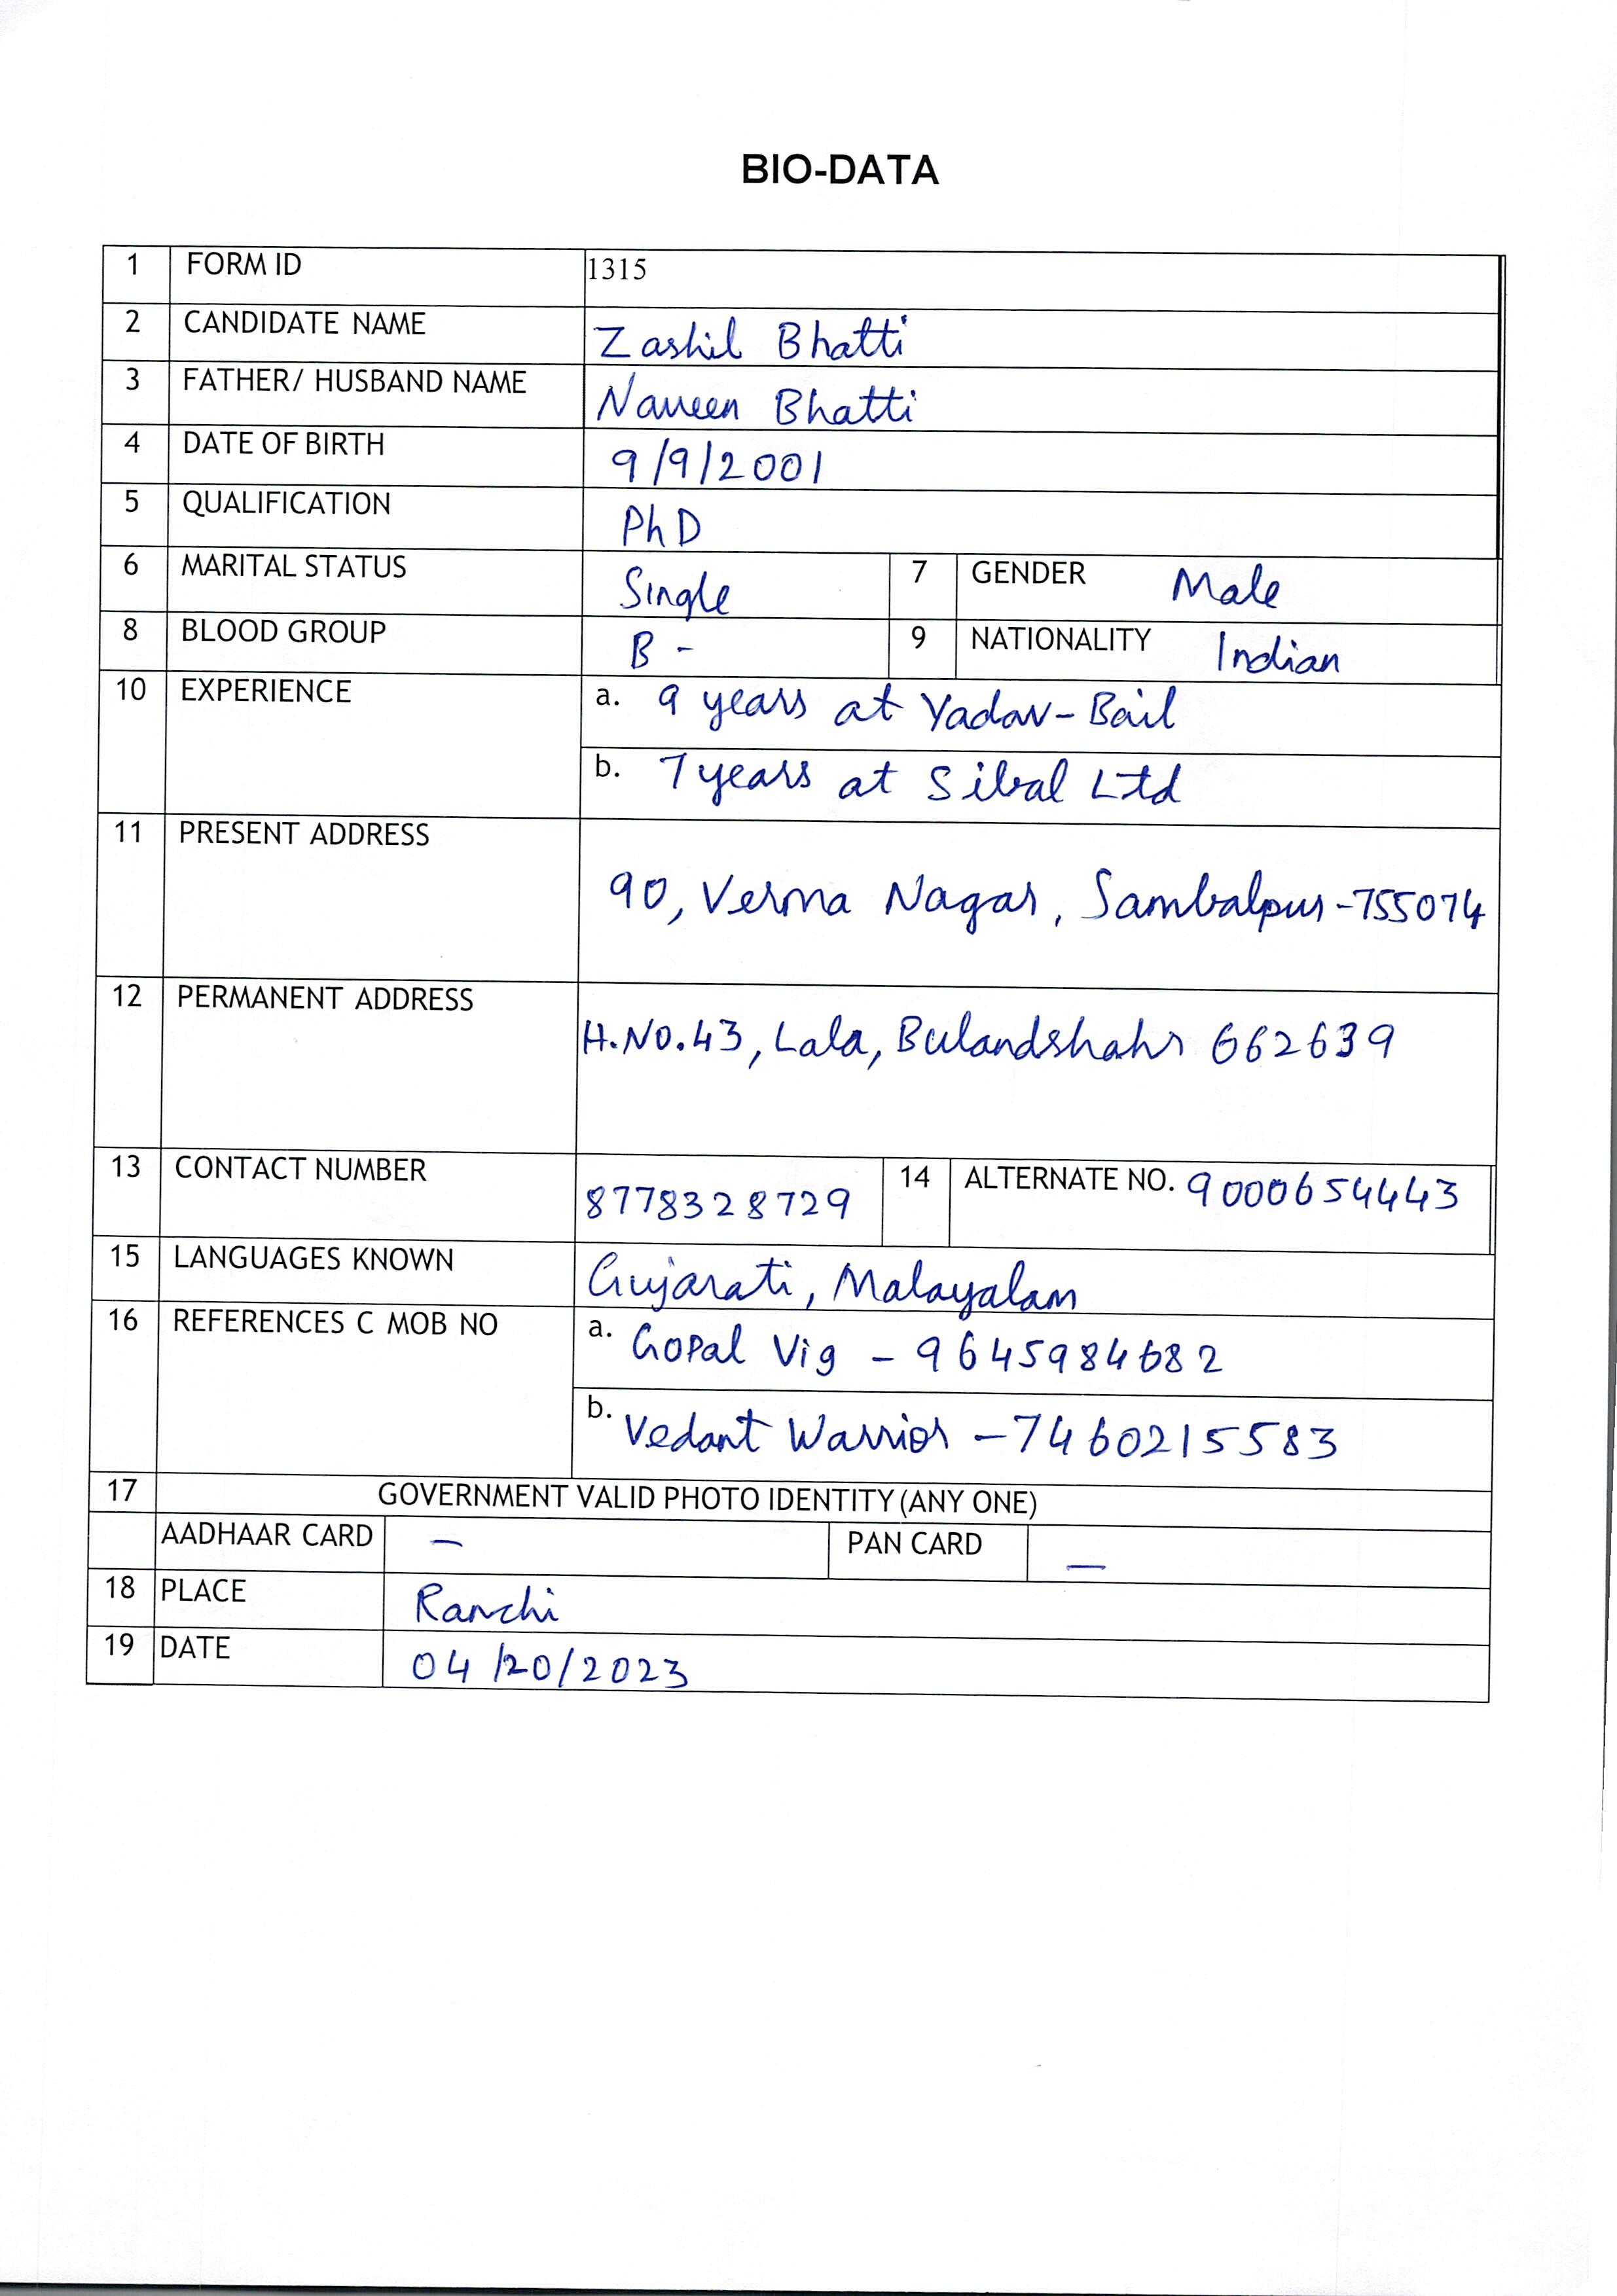 BIO-DATA
1 FORM ID 1315
2 CANDIDATE NAME Zashil Bhatti
3 FATHER/ HUSBAND NAME Naveen Bhatti
4 DATE OF BIRTH 9/9/2001
5 QUALIFICATION PhD
6 MARITAL STATUS Single 7 GENDER Male
8 BLOOD GROUP B - 9 NATIONALITY Indian
10 EXPERIENCE a. 9 years at Yadav-Bail
b. 7 years at Sibal Ltd
11 PRESENT ADDRESS
90, Verma Nagar, Sambalpur-755074
12 PERMANENT ADDRESS
H.NO.43, Lala, Bulandshahr 662639
13 CONTACT NUMBER 8778328729 14 ALTERNATE NO. 9000654443
15 LANGUAGES KNOWN Gujarati, Malayalam
16 REFERENCES C MOB NO a. Gopal Vig - 9645984682
b. Vedant Warrior - 7460215583
17 GOVERNMENT VALID PHOTO IDENTITY (ANY ONE)
AADHAAR CARD — PAN CARD —
18 PLACE Ranchi
19 DATE 04/20/2023